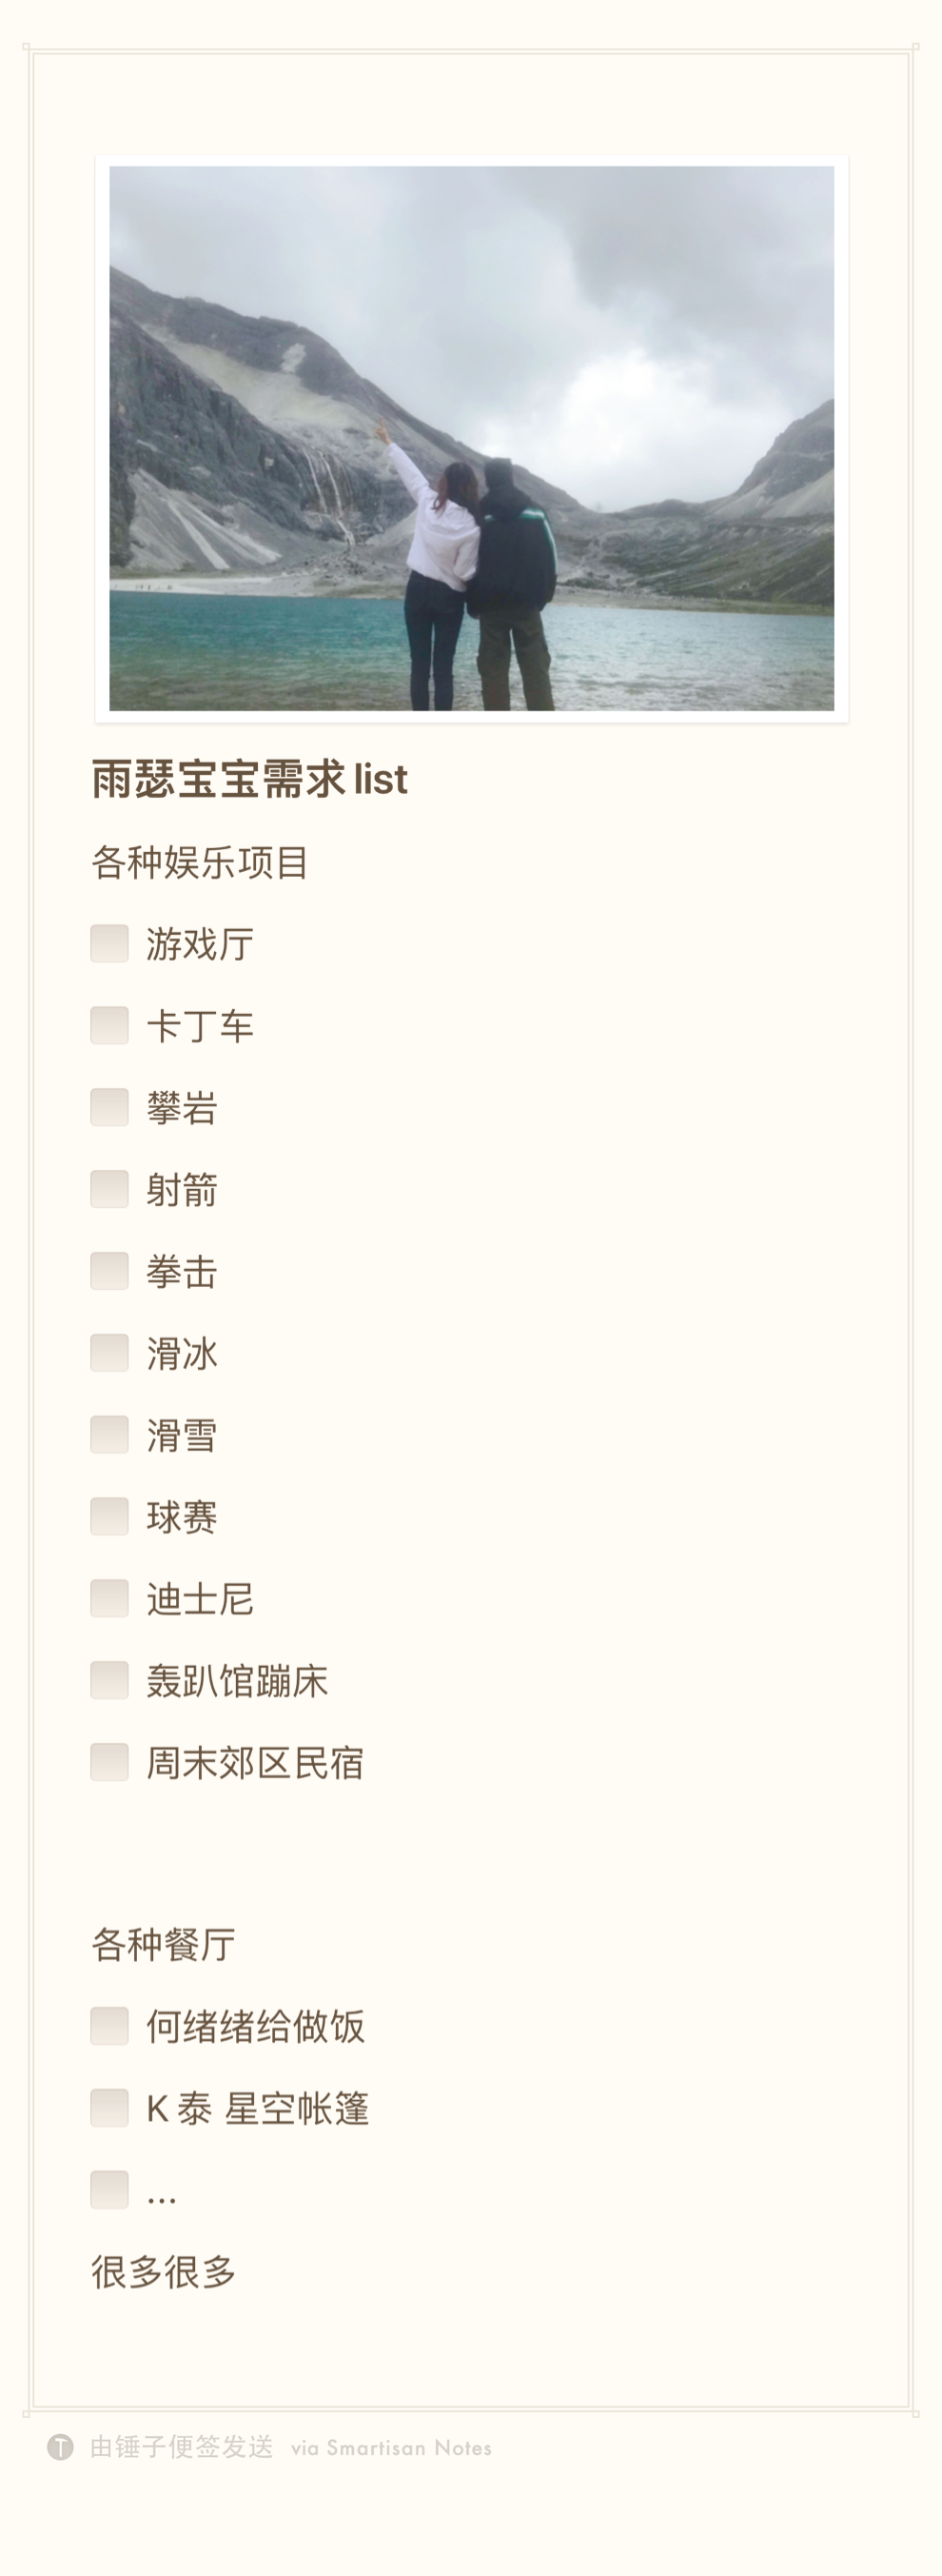 雨瑟宝宝需求 list
各种娱乐项目
游戏厅
卡丁车
攀岩
射箭
拳击
滑冰
滑雪
球赛
迪士尼
轰趴馆蹦床
周末郊区民宿
各种餐厅
何绪绪给做饭
K 泰 星空帐篷
...
很多很多
由锤子便签发送 via Smartisan Notes